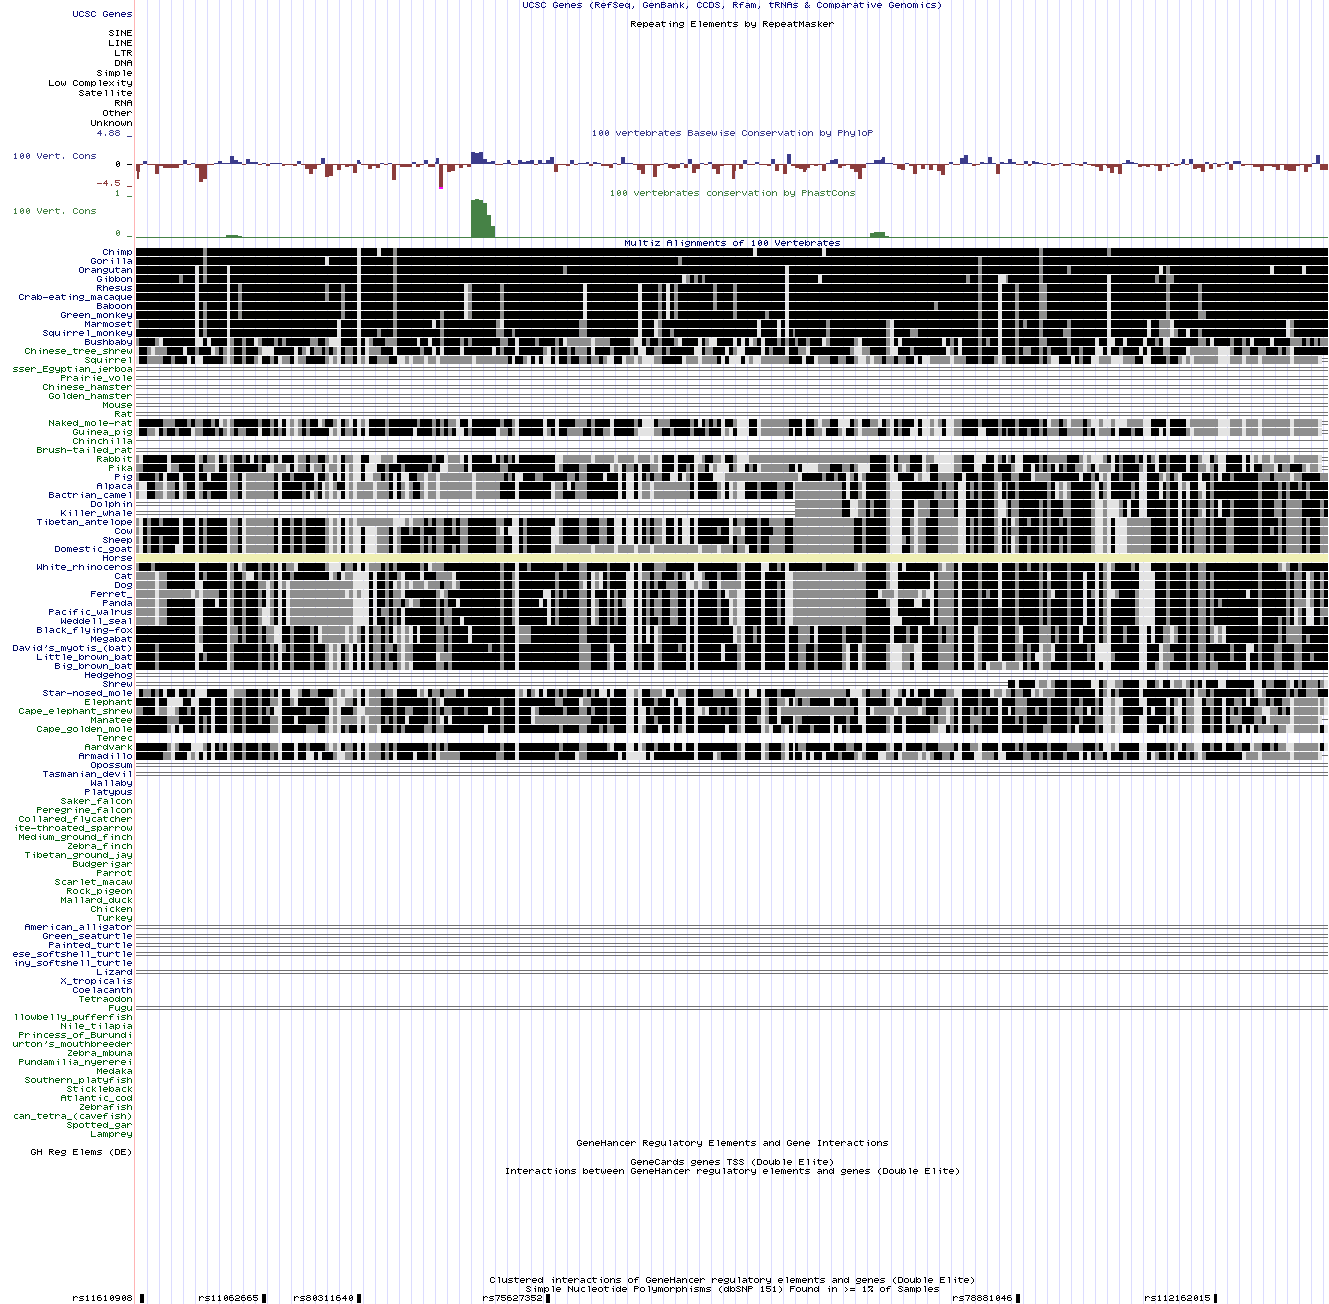 UCSC Genes (RefSeq, GenBank, CCDS, Rfam, tRNAs & Comparative Genomics)
UCSC Genes
Repeating Elements by RepeatMasker
SINE
LINE
LTR
DNA
Simple
Low Complexity
Satellite
RNA
Other
Unknown
4.88 _
100 vertebrates Basewise Conservation by PhyloP
100 Vert. Cons
0 -
-4.5 _
100 vertebrates conservation by PhastCons
1 _
100 Vert. Cons
0 _
Multiz Alignments of 100 Vertebrates
Chimp
Gorilla
Orangutan
Gibbon
Rhesus
Crab-eating_macaque
Baboon
Green_monkey
Marmoset
Squirrel_monkey
Bushbaby
Chinese_tree_shrew
Squirrel
sser_Egyptian_jerboa
Prairie_vole
Chinese_hamster
Golden_hamster
Mouse
Rat
Naked_mole-rat
Guinea_pig
Chinchilla
Brush-tailed_rat
Rabbit
Pika
Pig
Alpaca
Bactrian_camel
Dolphin
Killer_whale
Tibetan_antelope
Cow
Sheep
Domestic_goat
Horse
White_rhinoceros
Cat
Dog
Ferret_
Panda
Pacific_walrus
Weddell_seal
Black_flying-fox
Megabat
David's_myotis_(bat)
Little_brown_bat
Big_brown_bat
Hedgehog
Shrew
Star-nosed_mole
Elephant
Cape_elephant_shrew
Manatee
Cape_golden_mole
Tenrec
Aardvark
Armadillo
Opossum
Tasmanian_devil
Wallaby
Platypus
Saker_falcon
Peregrine_falcon
Collared_flycatcher
ite-throated_sparrow
Medium_ground_finch
Zebra_finch
Tibetan_ground_jay
Budgerigar
Parrot
Scarlet_macaw
Rock_pigeon
Mallard_duck
Chicken
Turkey
American_alligator
Green_seaturtle
Painted_turtle
ese_softshell_turtle
iny_softshell_turtle
Lizard
X_tropicalis
Coelacanth
Tetraodon
Fugu
llowbelly_pufferfish
Nile_tilapia
Princess_of_Burundi
urton's_mouthbreeder
Zebra_mbuna
Pundamilia_nyererei
Medaka
Southern_platyfish
Stickleback
Atlantic_cod
Zebrafish
can_tetra_(cavefish)
Spotted_gar
Lamprey
GeneHancer Regulatory Elements and Gene Interactions
GH Reg Elems (DE)
GeneCards genes TSS (Double Elite)
Interactions between GeneHancer regulatory elements and genes (Double Elite)
Clustered interactions of GeneHancer regulatory elements and genes (Double Elite)
Simple Nucleotide Polymorphisms (dbSNP 151) Found in >= 1% of Samples
rs11610908 rs11062665 rs80311640 rs75627352 rs78881046 rs112162015